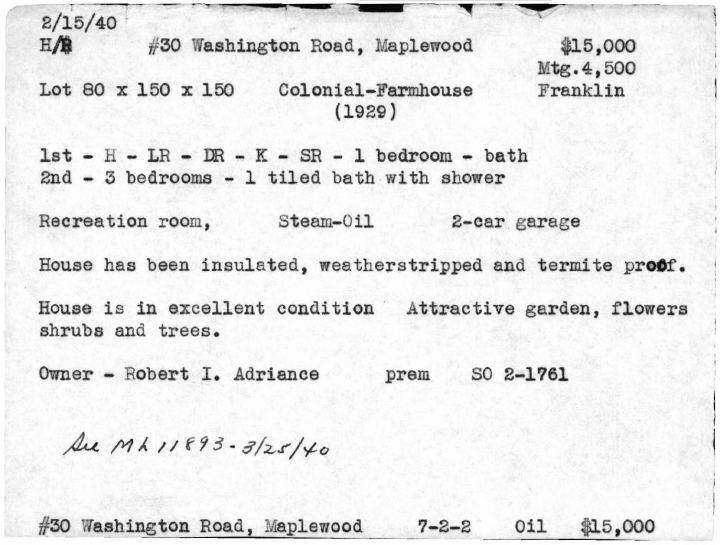 2/15/40
H/R #30 Washington Road, Maplewood $15,000
Mtg.4,500
Lot 80 x 150 x 150 Colonial-Farmhouse Franklin
(1929)
1st - H - LR - DR - K - SR - 1 bedroom - bath
2nd - 3 bedrooms - 1 tiled bath with shower
Recreation room, Steam-Oil 2-car garage
House has been insulated, weatherstripped and termite proof.
House is in excellent condition Attractive garden, flowers
shrubs and trees.
Owner - Robert I. Adriance prem SO 2-1761
See ML 11893-3/25/40
#30 Washington Road, Maplewood 7-2-2 Oil $15,000